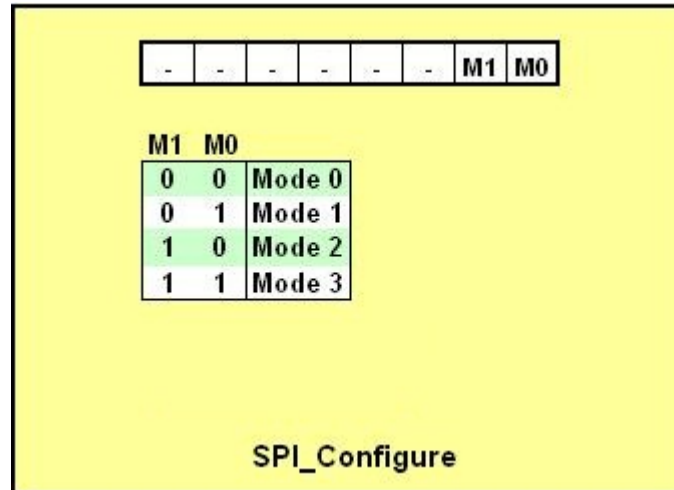 - - - - - - M1 M0
M1 M0
0 0 Mode 0
0 1 Mode 1
1 0 Mode 2
1 1 Mode 3
SPI_Configure